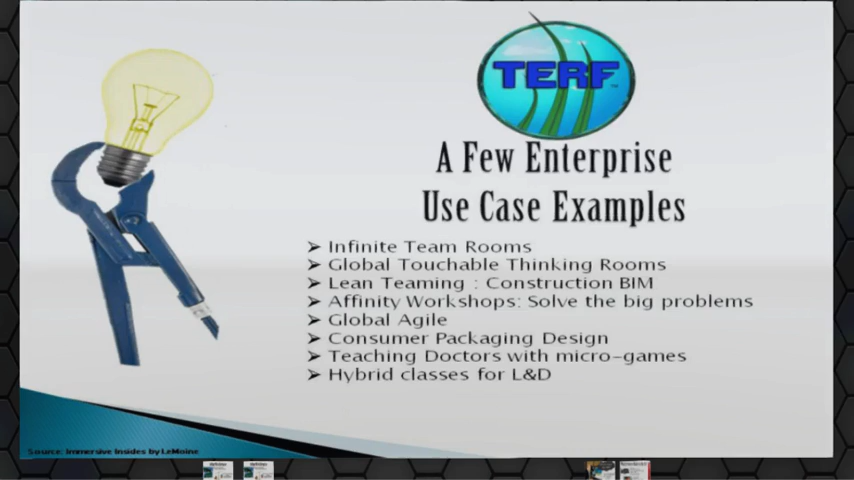 TERF
A Few Enterprise
Use Case Examples
➢ Infinite Team Rooms
➢ Global Touchable Thinking Rooms
➢ Lean Teaming : Construction BIM
➢ Affinity Workshops: Solve the big problems
➢ Global Agile
➢ Consumer Packaging Design
➢ Teaching Doctors with micro-games
➢ Hybrid classes for L&D
Source: Immersive Insides by LeMoine